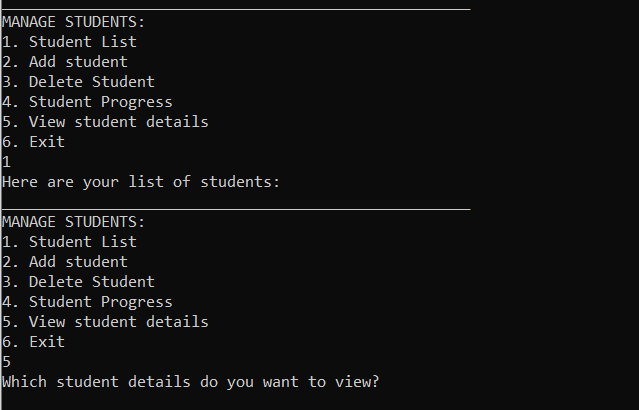 MANAGE STUDENTS:
1. Student List
2. Add student
3. Delete Student
4. Student Progress
5. View student details
6. Exit
1
Here are your list of students:
MANAGE STUDENTS:
1. Student List
2. Add student
3. Delete Student
4. Student Progress
5. View student details
6. Exit
5
Which student details do you want to view?